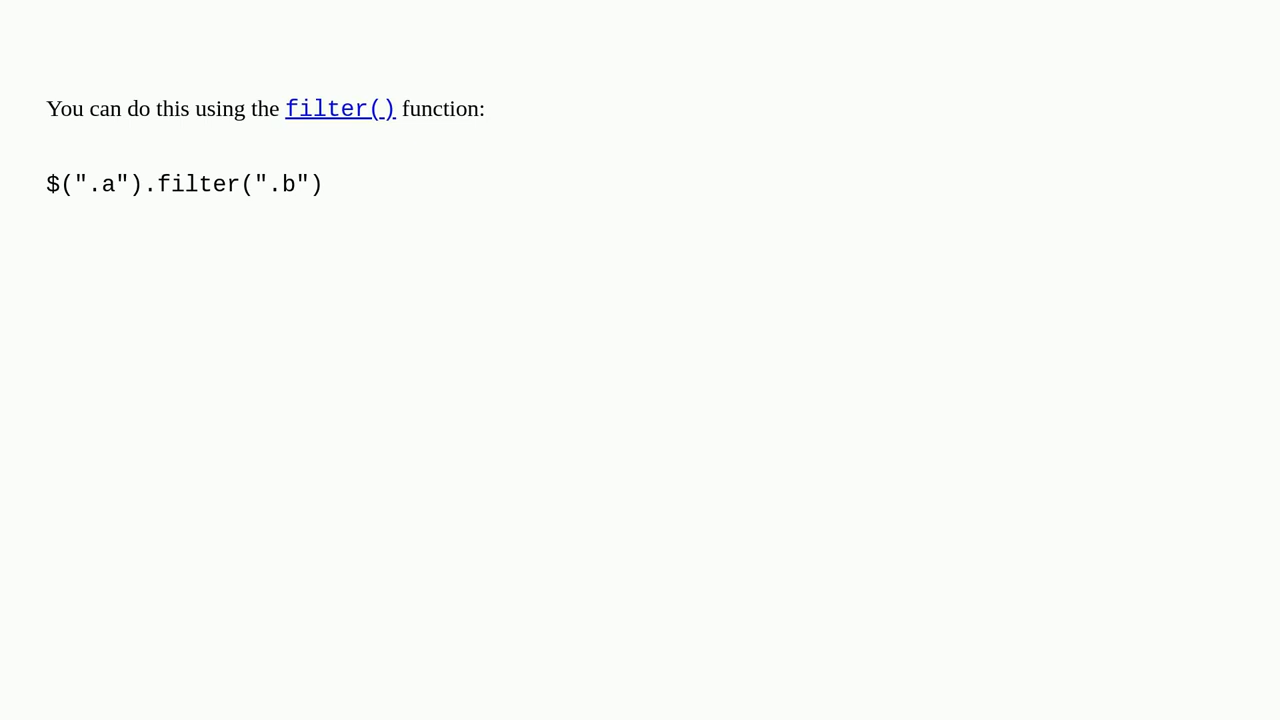 You can do this using the filter() function:
$(".a").filter(".b")